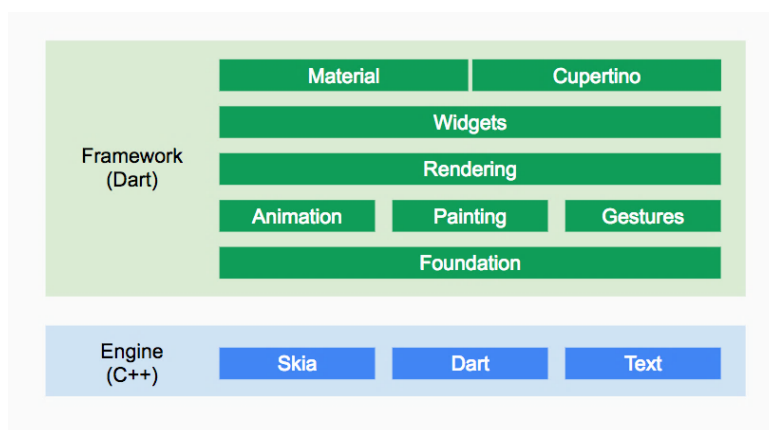 Material
Cupertino
Widgets
Framework
(Dart)
Rendering
Animation
Painting
Gestures
Foundation
Engine
(C++)
Skia
Dart
Text